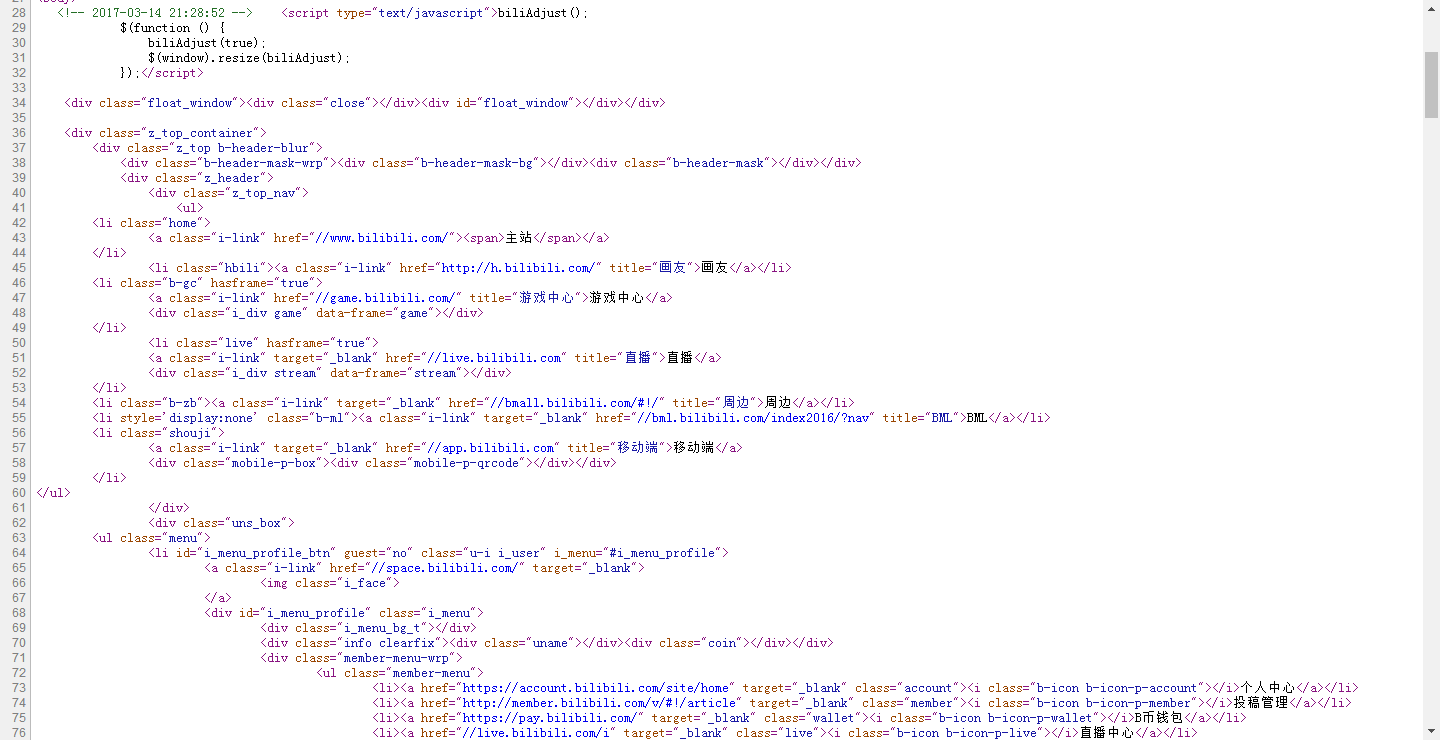 27 <body>
28 <!-- 2017-03-14 21:28:52 --> <script type="text/javascript">biliAdjust();
29 $(function () {
30 biliAdjust(true);
31 $(window).resize(biliAdjust);
32 });</script>
33
34 <div class="float_window"><div class="close"></div><div id="float_window"></div></div>
35
36 <div class="z_top_container">
37 <div class="z_top b-header-blur">
38 <div class="b-header-mask-wrp"><div class="b-header-mask-bg"></div><div class="b-header-mask"></div></div>
39 <div class="z_header">
40 <div class="z_top_nav">
41 <ul>
42 <li class="home">
43 <a class="i-link" href="//www.bilibili.com/"><span>主站</span></a>
44 </li>
45 <li class="hbili"><a class="i-link" href="http://h.bilibili.com/" title="画友">画友</a></li>
46 <li class="b-gc" hasframe="true">
47 <a class="i-link" href="//game.bilibili.com/" title="游戏中心">游戏中心</a>
48 <div class="i_div game" data-frame="game"></div>
49 </li>
50 <li class="live" hasframe="true">
51 <a class="i-link" target="_blank" href="//live.bilibili.com" title="直播">直播</a>
52 <div class="i_div stream" data-frame="stream"></div>
53 </li>
54 <li class="b-zb"><a class="i-link" target="_blank" href="//bmall.bilibili.com/#!/" title="周边">周边</a></li>
55 <li style='display:none' class="b-ml"><a class="i-link" target="_blank" href="//bml.bilibili.com/index2016/?nav" title="BML">BML</a></li>
56 <li class="shouji">
57 <a class="i-link" target="_blank" href="//app.bilibili.com" title="移动端">移动端</a>
58 <div class="mobile-p-box"><div class="mobile-p-qrcode"></div></div>
59 </li>
60 </ul>
61 </div>
62 <div class="uns_box">
63 <ul class="menu">
64 <li id="i_menu_profile_btn" guest="no" class="u-i i_user" i_menu="#i_menu_profile">
65 <a class="i-link" href="//space.bilibili.com/" target="_blank">
66 <img class="i_face">
67 </a>
68 <div id="i_menu_profile" class="i_menu">
69 <div class="i_menu_bg_t"></div>
70 <div class="info clearfix"><div class="uname"></div><div class="coin"></div></div>
71 <div class="member-menu-wrp">
72 <ul class="member-menu">
73 <li><a href="https://account.bilibili.com/site/home" target="_blank" class="account"><i class="b-icon b-icon-p-account"></i>个人中心</a></li>
74 <li><a href="http://member.bilibili.com/v/#!/article" target="_blank" class="member"><i class="b-icon b-icon-p-member"></i>投稿管理</a></li>
75 <li><a href="https://pay.bilibili.com/" target="_blank" class="wallet"><i class="b-icon b-icon-p-wallet"></i>B币钱包</a></li>
76 <li><a href="//live.bilibili.com/i" target="_blank" class="live"><i class="b-icon b-icon-p-live"></i>直播中心</a></li>